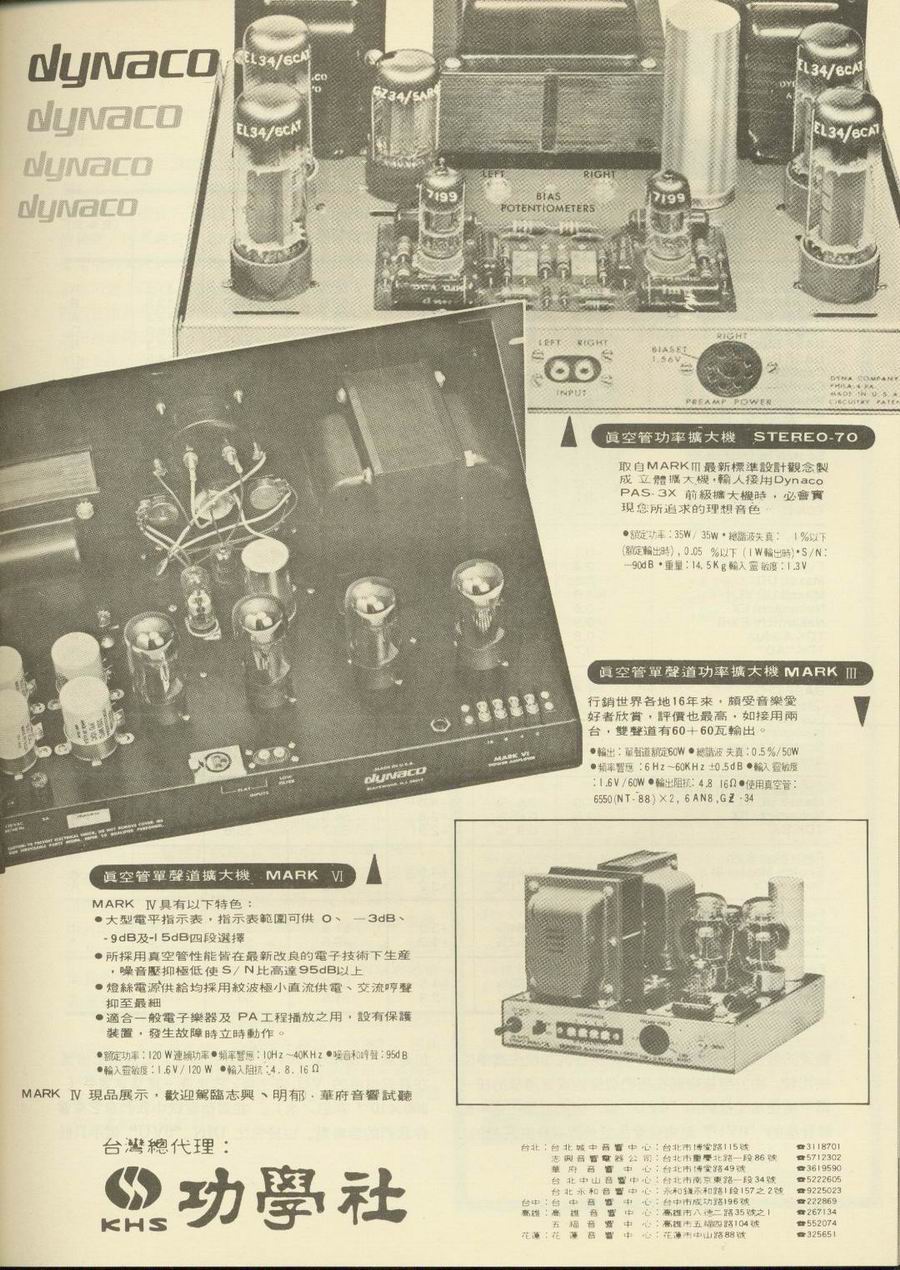 dynaco
dynaco
dynaco
dynaco
EL34/6CA7
EL34/6CA7
GZ34/5AR4
EL34/6CA7
EL34/6CA7
7199
7199
LEFT RIGHT
BIAS
POTENTIOMETERS
LEFT RIGHT
INPUT
RIGHT
BIASET
1.56V
PREAMP POWER
DYNA COMPANY
PHILA 4 PA.
MADE IN U.S.A.
眞空管功率擴大機 STEREO-70
取自MARKⅢ最新標準設計觀念製
成 立體擴大機,輸人接用Dynaco
PAS-3X 前級擴大機時,必會實
現您所追求的理想音色
●額定功率:35W/35W・總諧波失真: 1%以下
(額定輸出時), 0.05 %以下 (1W輸出時)・S/N:
—90dB・重量:14.5Kg輸入靈敏度:1.3V
眞空管單聲道功率擴大機 MARK Ⅲ
行銷世界各地16年來,頗受音樂愛
好者欣賞,評價也最高,如接用兩
台,雙聲道有60+60瓦輸出。
●輸出:單聲道額定60W●總諧波失真:0.5%/50W
●頻率響應:6Hz~60KHz ±0.5dB●輸入靈敏度
:1.6V/60W●輸出阻抗:4.8 16Ω●使用真空管:
6550(NT-88)×2, 6AN8,GZ-34
MADE IN U.S.A.
dynaco
MARK VI
POWER AMPLIFIER
INPUTS
眞空管單聲道擴大機 MARK Ⅵ
MARK Ⅳ具有以下特色:
●大型電平指示表,指示表範圍可供 0、 —3dB、
-9dB及-15dB四段選擇
●所採用真空管性能皆在最新改良的電子技術下生產
,噪音壓抑極低使S/N比高達95dB以上
●燈絲電源供給均採用紋波極小直流供電、交流哼聲
抑至最細
●適合一般電子樂器及 PA工程播放之用,設有保護
裝置,發生故障時立時動作。
●額定功率:120W連續功率●頻率響應:10Hz~40KHz●噪音和哼聲:95dB
●輸入靈敏度:1.6V/120W ●輸入阻抗:4. 8. 16Ω
MARK Ⅳ 現品展示,歡迎駕臨志興、明郁.華府音響試聽
台灣總代理:
KHS 功學社
台北:台北城中音響中心:台北市博愛路115號 ☎3118701
志興音響電器公司:台北市重慶北路一段86號 ☎5712302
華府音響中心:台北市博愛路49號 ☎3619590
台北中山音響中心:台北市南京東路一段34號 ☎5222605
台北永和音響中心:永和鎭永和路1段157之2號 ☎9225023
台中:台中音響中心:台中市成功路196號 ☎222869
高雄:高雄音響中心:高雄市八德二路35號之1 ☎267134
五福音響中心:高雄市五福四路104號 ☎552074
花蓮:花蓮音響中心:花蓮市中山路88號 ☎325651